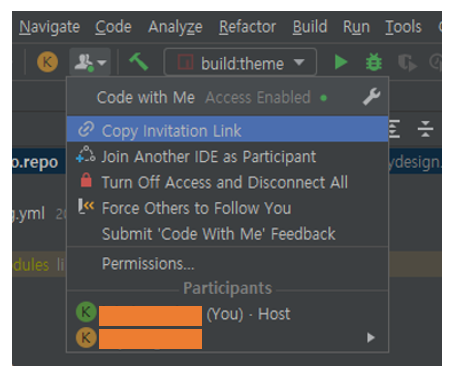 Navigate Code Analyze Refactor Build Run Tools
K build:theme
Code with Me Access Enabled
Copy Invitation Link
o.repo Join Another IDE as Participant ydesign.
Turn Off Access and Disconnect All
g.yml 20 Force Others to Follow You
Submit 'Code With Me' Feedback
dules li Permissions...
Participants
K (You) · Host
K